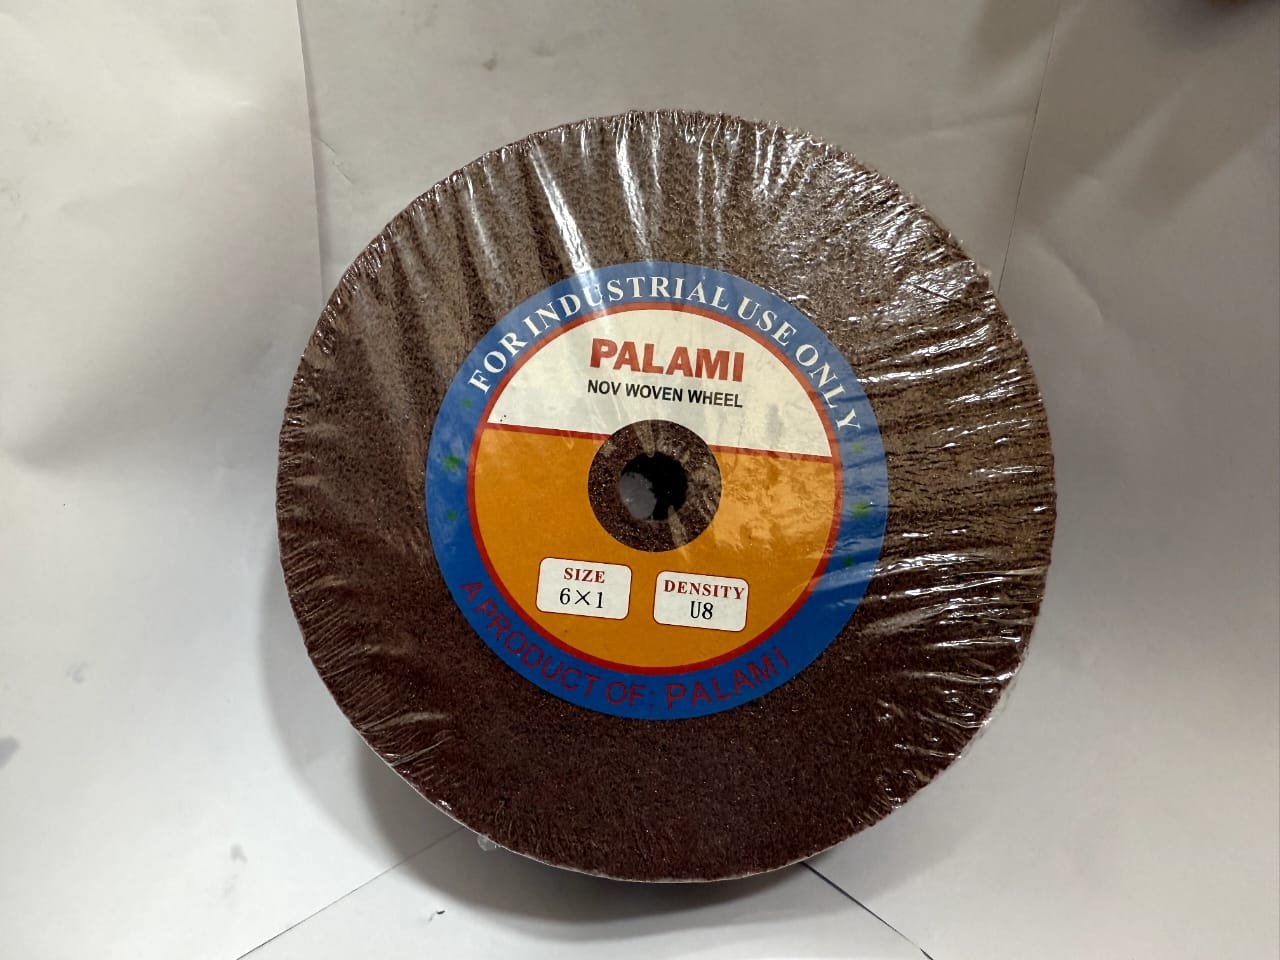 FOR INDUSTRIAL USE ONLY
PALAMI
NOV WOVEN WHEEL
SIZE
6×1
DENSITY
U8
A PRODUCT OF: PALAMI